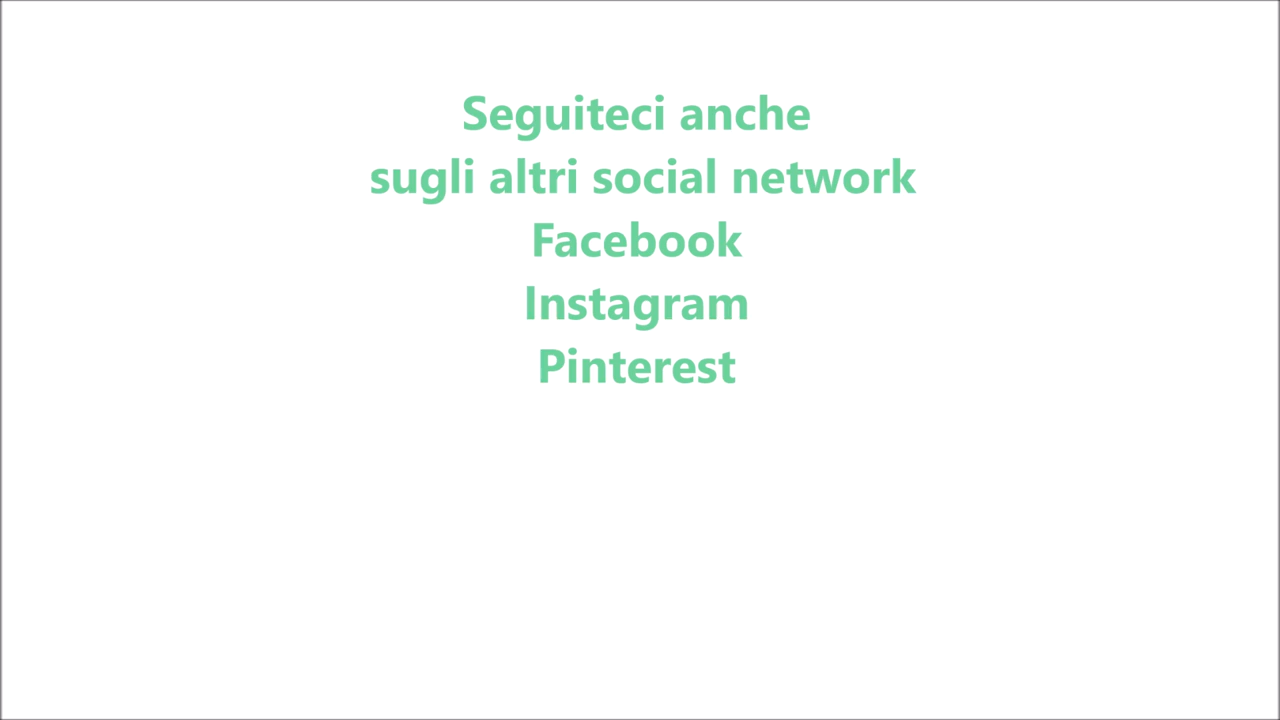 Seguiteci anche
sugli altri social network
Facebook
Instagram
Pinterest